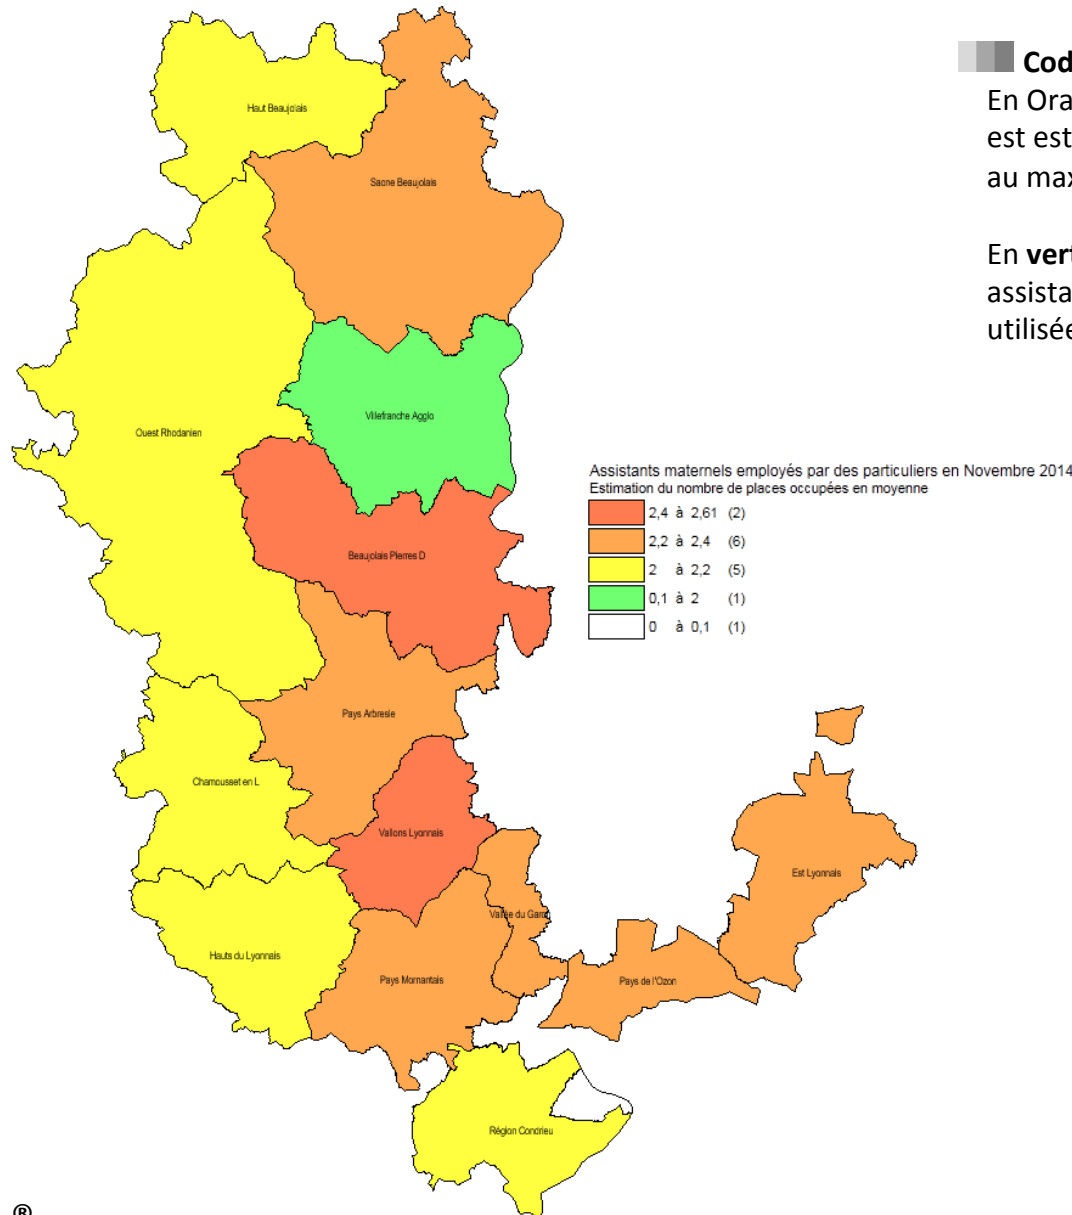 Cod
En Ora
est est
au max
En vert
assista
utilisée
Haut Beaujolais
Saone Beaujolais
Villefranche Agglo
Ouest Rhodanien
Assistants maternels employés par des particuliers en Novembre 2014
Estimation du nombre de places occupées en moyenne
2,4 à 2,61 (2)
2,2 à 2,4 (6)
2 à 2,2 (5)
0,1 à 2 (1)
0 à 0,1 (1)
Beaujolais Pierres D
Pays Arbresle
Chamousset en L
Vallons Lyonnais
Est Lyonnais
Vallée du Garon
Hauts du Lyonnais
Pays Mornantais
Pays de l'Ozon
Région Condrieu
®